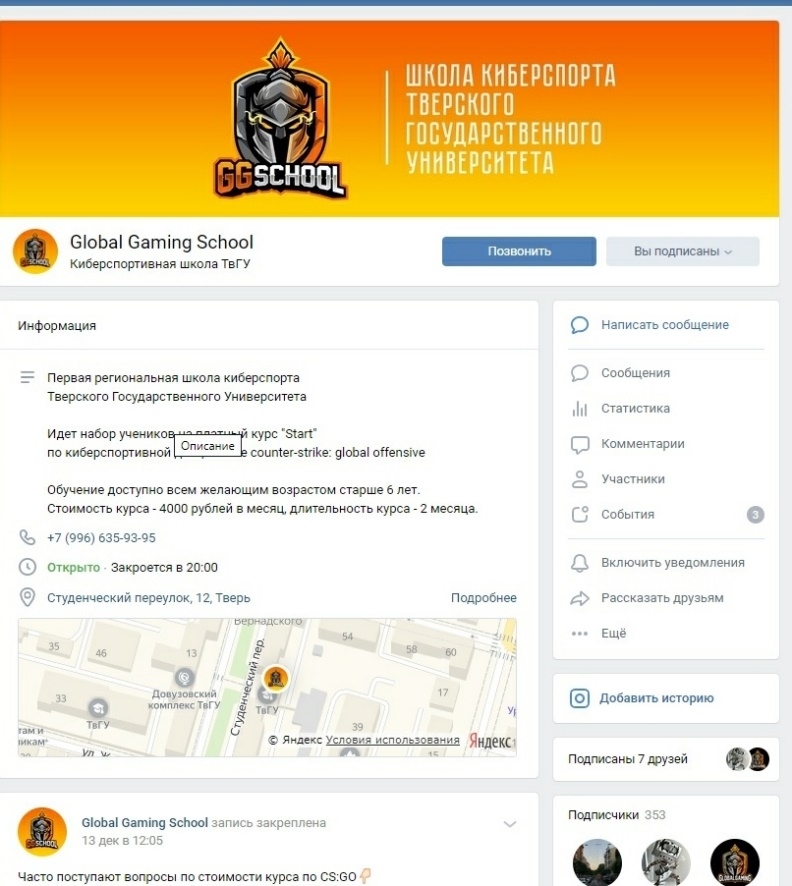 ШКОЛА КИБЕРСПОРТА
ТВЕРСКОГО
ГОСУДАРСТВЕННОГО
УНИВЕРСИТЕТА
GGSCHOOL
Global Gaming School
Киберспортивная школа ТвГУ
Позвонить
Вы подписаны
Информация
Первая региональная школа киберспорта
Тверского Государственного Университета
Идет набор учеников на платный курс "Start"
по киберспортивной е counter-strike: global offensive
Описание
Обучение доступно всем желающим возрастом старше 6 лет.
Стоимость курса - 4000 рублей в месяц, длительность курса - 2 месяца.
+7 (996) 635-93-95
Открыто · Закроется в 20:00
Студенческий переулок, 12, Тверь
Подробнее
Вернадского
35
46
13
54
58
60
33
ТвГУ
Довузовский
комплекс ТвГУ
Студенческий пер.
ТвГУ
17
39
15
© Яндекс Условия использования
Яндекс
Global Gaming School запись закреплена
13 дек в 12:05
Часто поступают вопросы по стоимости курса по CS:GO
Написать сообщение
Сообщения
Статистика
Комментарии
Участники
События
3
Включить уведомления
Рассказать друзьям
Ещё
Добавить историю
Подписаны 7 друзей
Подписчики 353